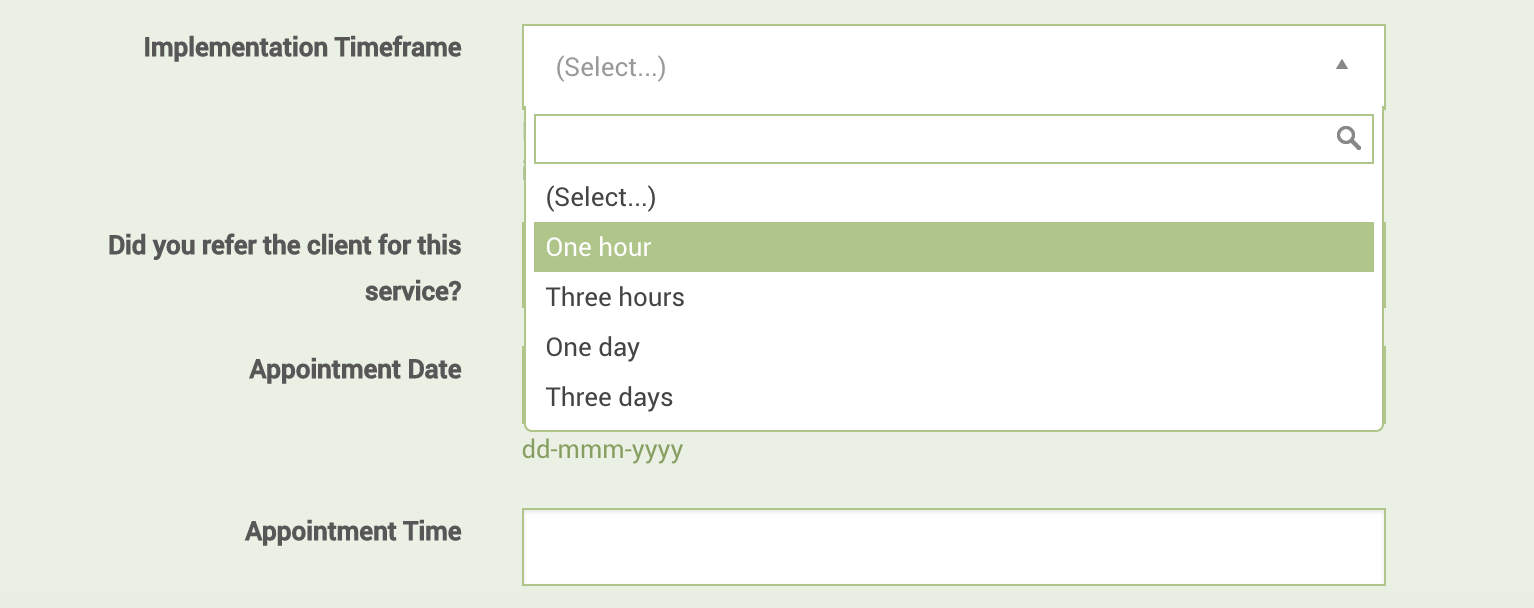 Implementation Timeframe
(Select...)
(Select...)
One hour
Three hours
One day
Three days
Did you refer the client for this
service?
Appointment Date
dd-mmm-yyyy
Appointment Time